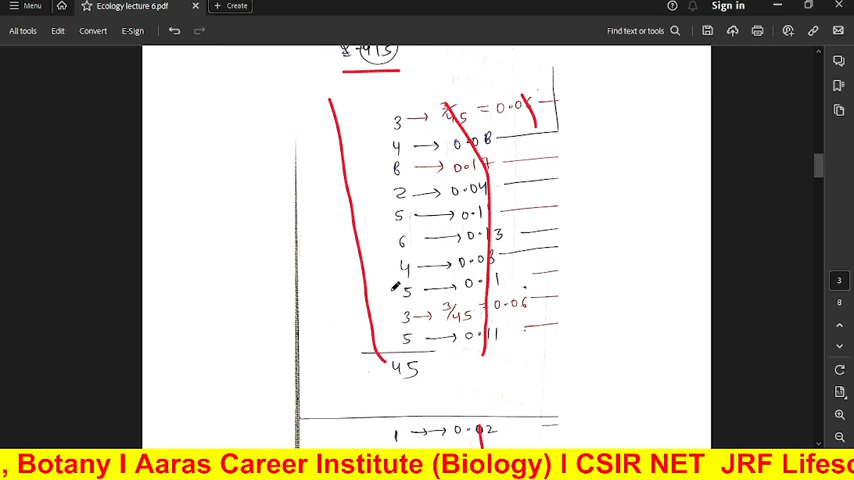 Menu Ecology lecture 6.pdf × + Create Sign in
All tools Edit Convert E-Sign Find text or tools
3 → 3/45 = 0.06
4 → 0.08
8 → 0.17
2 → 0.04
5 → 0.11
6 → 0.13
4 → 0.08
5 → 0.11
3 → 3/45 = 0.06
5 → 0.11
45
1 → 0.02
3
8
, Botany I Aaras Career Institute (Biology) I CSIR NET JRF Lifesc